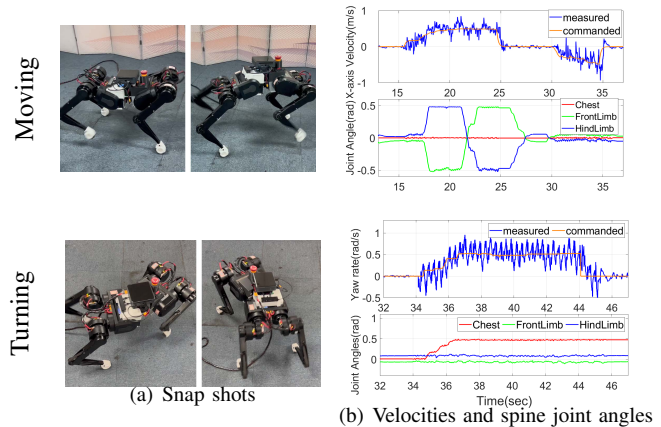 Moving
X-axis Velocity(m/s)
1
0
-1
measured
commanded
15
20
25
30
35
Joint Angle(rad)
0.5
0
-0.5
Chest
FrontLimb
HindLimb
15
20
25
30
35
Turning
Yaw rate(rad/s)
1
0.5
0
-0.5
measured
commanded
32
34
36
38
40
42
44
46
Joint Angles(rad)
1
0.5
0
Chest
FrontLimb
HindLimb
32
34
36
38
40
42
44
46
Time(sec)
(a) Snap shots
(b) Velocities and spine joint angles